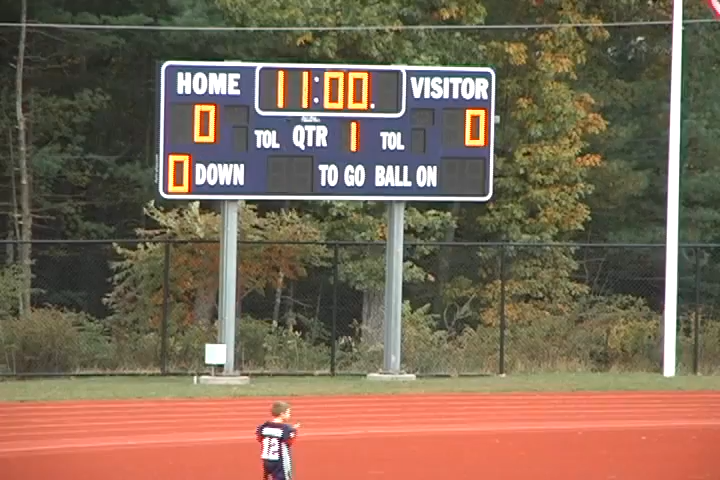 HOME 11:00 VISITOR
0 TOL QTR 1 TOL 0
0 DOWN TO GO BALL ON
12